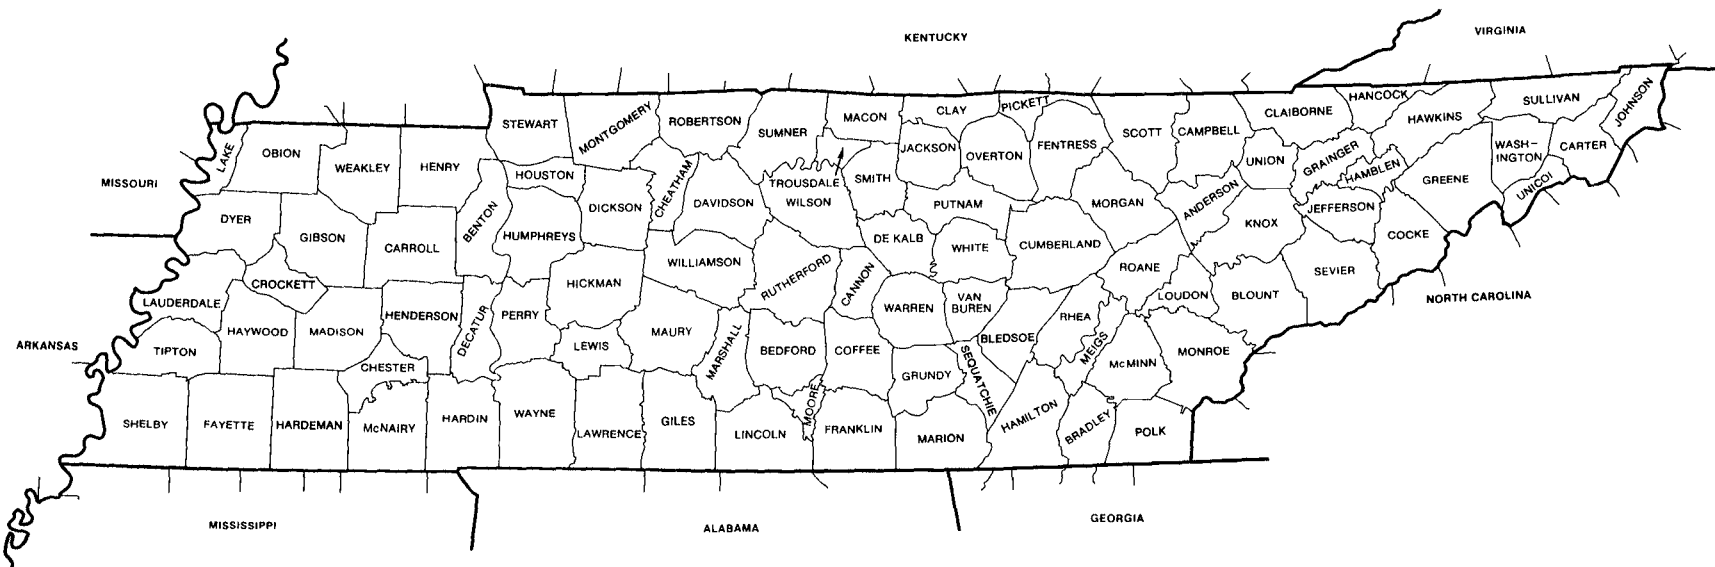 KENTUCKY
VIRGINIA
MISSOURI
ARKANSAS
MISSISSIPPI
ALABAMA
GEORGIA
NORTH CAROLINA
LAKE
OBION
WEAKLEY
HENRY
STEWART
MONTGOMERY
ROBERTSON
SUMNER
MACON
CLAY
PICKETT
SCOTT
CAMPBELL
CLAIBORNE
HANCOCK
HAWKINS
SULLIVAN
JOHNSON
DYER
GIBSON
CARROLL
BENTON
HOUSTON
HUMPHREYS
DICKSON
CHEATHAM
DAVIDSON
TROUSDALE
WILSON
SMITH
JACKSON
OVERTON
FENTRESS
PUTNAM
MORGAN
ANDERSON
UNION
GRAINGER
HAMBLEN
JEFFERSON
GREENE
WASH-
INGTON
CARTER
UNICOI
COCKE
KNOX
SEVIER
LAUDERDALE
CROCKETT
HAYWOOD
MADISON
HENDERSON
DECATUR
PERRY
HICKMAN
WILLIAMSON
RUTHERFORD
CANNON
DE KALB
WHITE
CUMBERLAND
ROANE
LOUDON
BLOUNT
TIPTON
CHESTER
LEWIS
MAURY
MARSHALL
BEDFORD
COFFEE
WARREN
VAN
BUREN
BLEDSOE
RHEA
MEIGS
McMINN
MONROE
SHELBY
FAYETTE
HARDEMAN
McNAIRY
HARDIN
WAYNE
LAWRENCE
GILES
LINCOLN
MOORE
FRANKLIN
GRUNDY
MARION
SEQUATCHIE
HAMILTON
BRADLEY
POLK